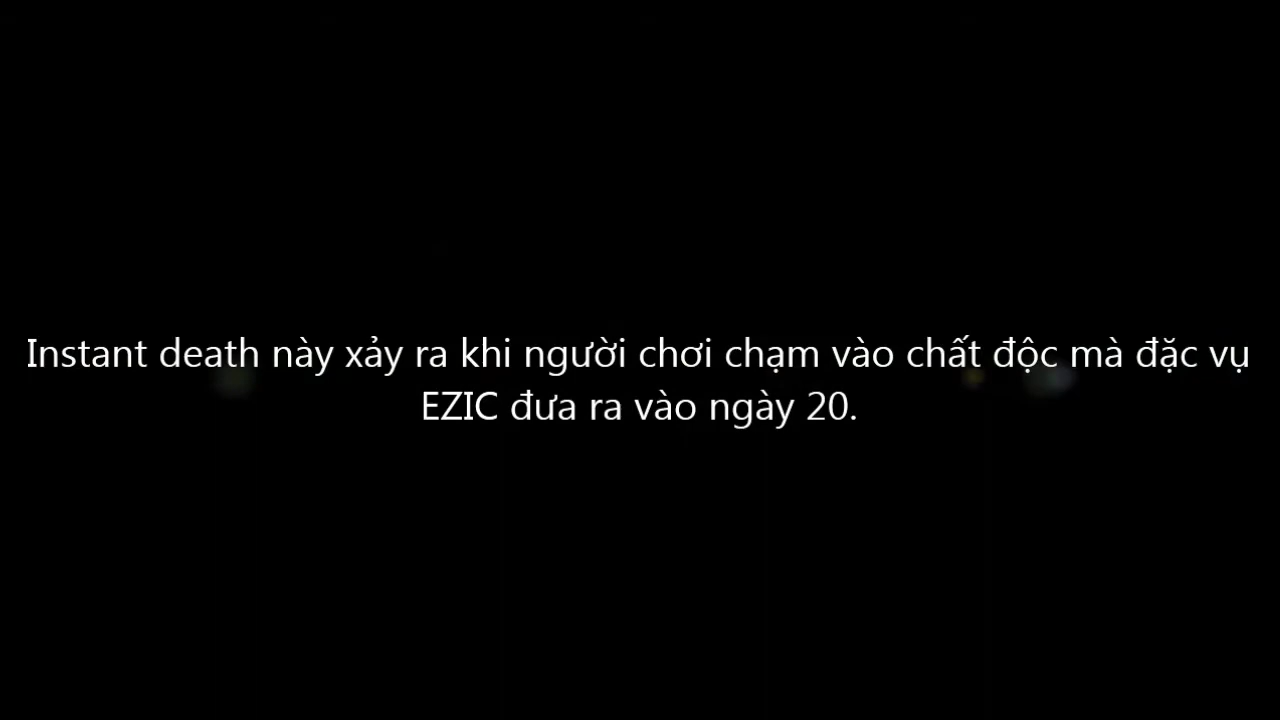 Instant death này xảy ra khi người chơi chạm vào chất độc mà đặc vụ
EZIC đưa ra vào ngày 20.